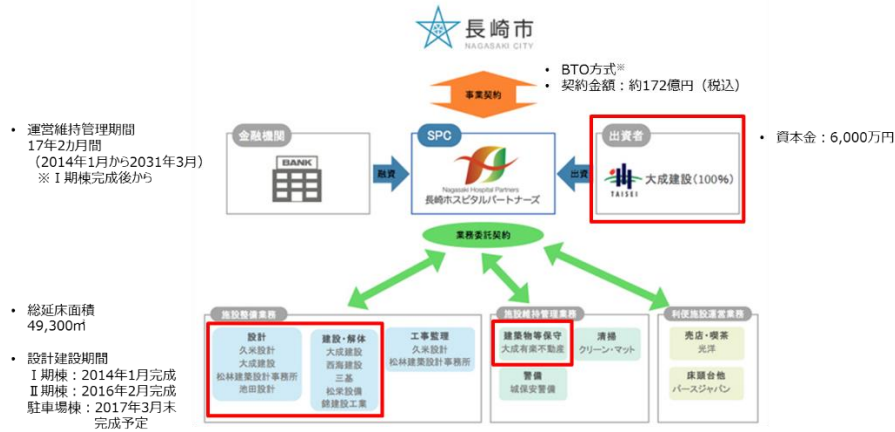 長崎市
NAGASAKI CITY
事業契約
• BTO方式※
• 契約金額：約172億円（税込）
• 運営維持管理期間
17年2カ月間
（2014年1月から2031年3月）
※Ⅰ期棟完成後から
金融機関
BANK
融資
SPC
Nagasaki Hospital Partners
長崎ホスピタルパートナーズ
出資
出資者
TAISEI
大成建設(100%)
• 資本金：6,000万円
業務委託契約
• 総延床面積
49,300㎡
• 設計建設期間
Ⅰ期棟：2014年1月完成
Ⅱ期棟：2016年2月完成
駐車場棟：2017年3月末
完成予定
施設整備業務
設計
久米設計
大成建設
松林建築設計事務所
池田設計
建設・解体
大成建設
西海建設
三基
松栄設備
錦建設工業
工事監理
久米設計
松林建築設計事務所
施設維持管理業務
建築物等保守
大成有楽不動産
清掃
クリーン・マット
警備
城保安警備
利便施設運営業務
売店・喫茶
光洋
床頭台他
パースジャパン